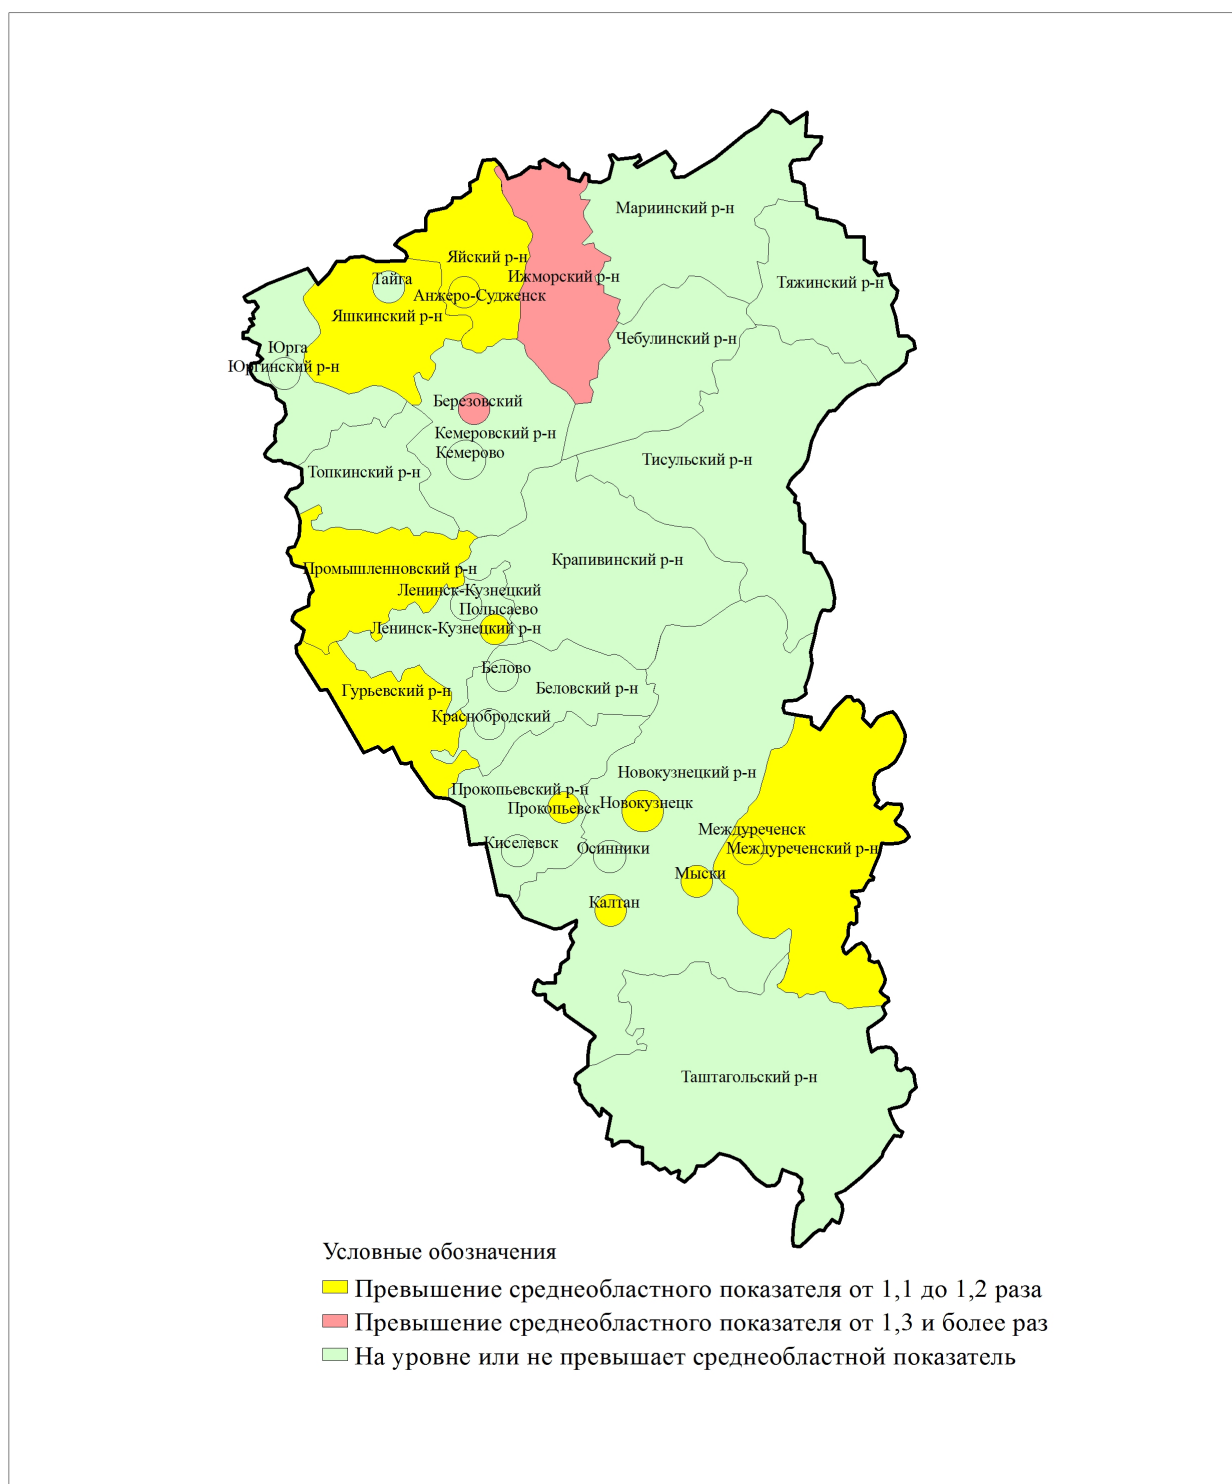 Мариинский р-н
Яйский р-н
Ижморский р-н
Тяжинский р-н
Тайга
Анжеро-Судженск
Яшкинский р-н
Чебулинский р-н
Юрга
Юргинский р-н
Березовский
Кемеровский р-н
Кемерово
Топкинский р-н
Тисульский р-н
Крапивинский р-н
Промышленновский р-н
Ленинск-Кузнецкий
Полысаево
Ленинск-Кузнецкий р-н
Белово
Беловский р-н
Гурьевский р-н
Краснобродский
Новокузнецкий р-н
Прокопьевский р-н
Прокопьевск
Новокузнецк
Междуреченск
Междуреченский р-н
Киселевск
Осинники
Мыски
Калтан
Таштагольский р-н
Условные обозначения
Превышение среднеобластного показателя от 1,1 до 1,2 раза
Превышение среднеобластного показателя от 1,3 и более раз
На уровне или не превышает среднеобластной показатель